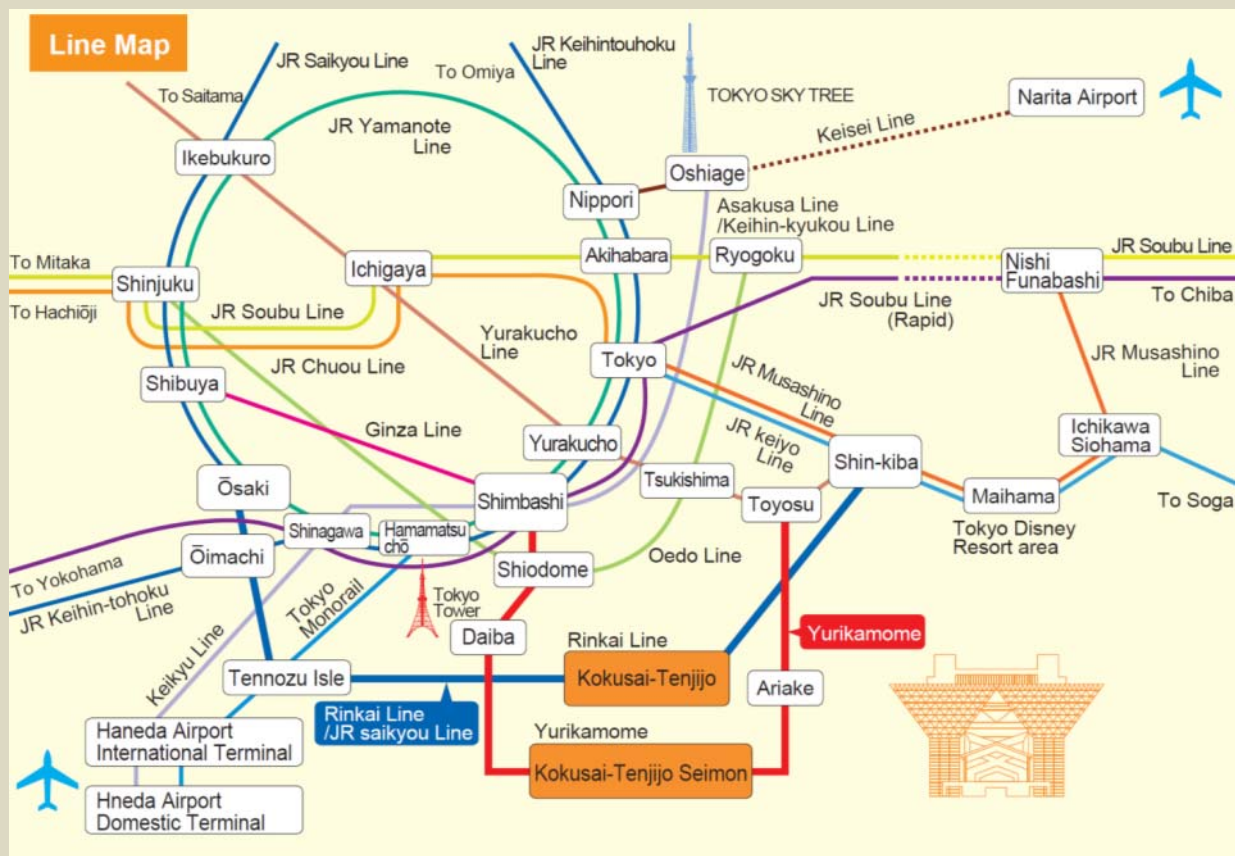 Line Map
JR Saikyou Line
JR Keihintouhoku
Line
To Omiya
To Saitama
TOKYO SKY TREE
Narita Airport
Keisei Line
JR Yamanote
Line
Ikebukuro
Oshiage
Nippori
Asakusa Line
/Keihin-kyukou Line
To Mitaka
Shinjuku
To Hachiōji
Ichigaya
Akihabara
Ryogoku
Nishi
Funabashi
JR Soubu Line
To Chiba
JR Soubu Line
JR Soubu Line
(Rapid)
JR Chuou Line
Yurakucho
Line
Tokyo
JR Musashino
Line
JR Musashino
Line
JR keiyo
Line
Shibuya
Ginza Line
Yurakucho
Ichikawa
Siohama
Shin-kiba
Tsukishima
Toyosu
Maihama
Tokyo Disney
Resort area
To Soga
Ōsaki
Shimbashi
Shinagawa
Hamamatsu
chō
Ōimachi
Shiodome
Oedo Line
To Yokohama
JR Keihin-tohoku
Line
Tokyo
Monorail
Tokyo
Tower
Keikyu Line
Daiba
Rinkai Line
Yurikamome
Tennozu Isle
Kokusai-Tenjijo
Ariake
Rinkai Line
/JR saikyou Line
Haneda Airport
International Terminal
Yurikamome
Kokusai-Tenjijo Seimon
Hneda Airport
Domestic Terminal